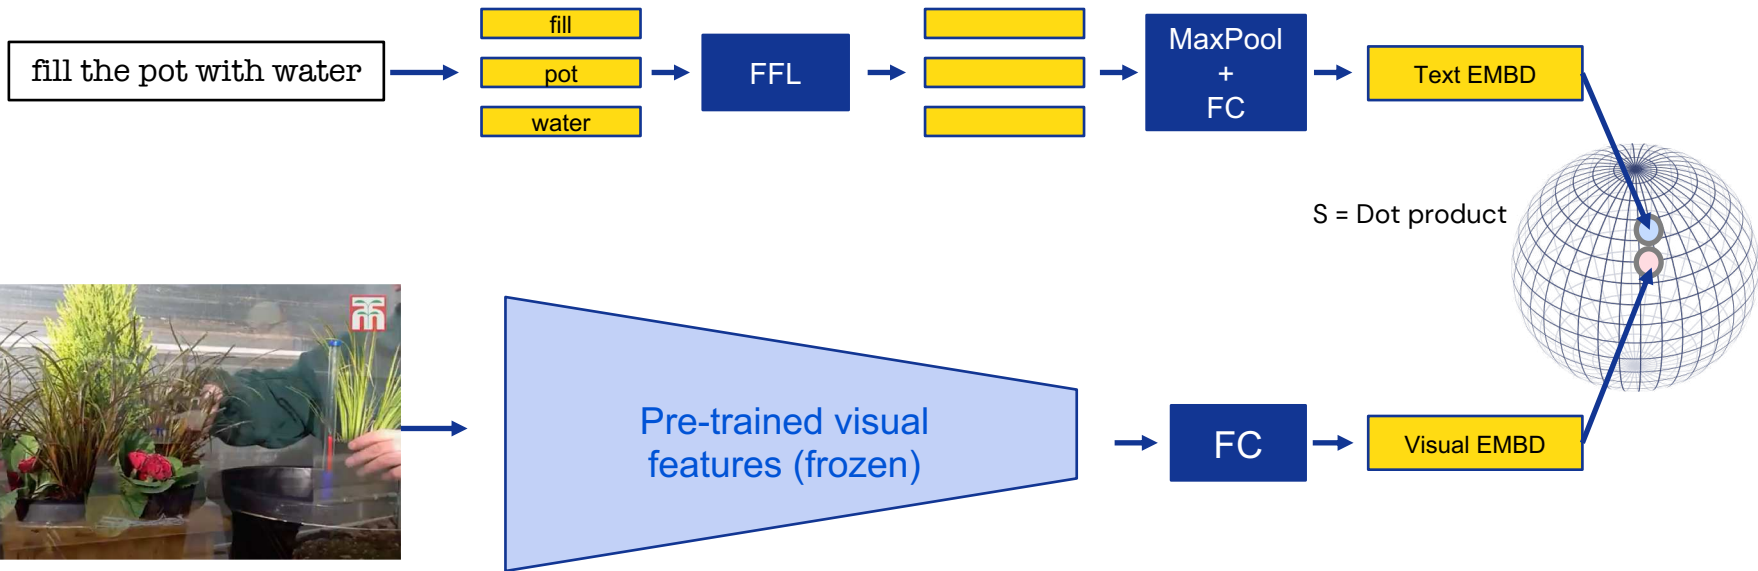 fill the pot with water
fill
pot
water
FFL
MaxPool
+
FC
Text EMBD
S = Dot product
Pre-trained visual
features (frozen)
FC
Visual EMBD